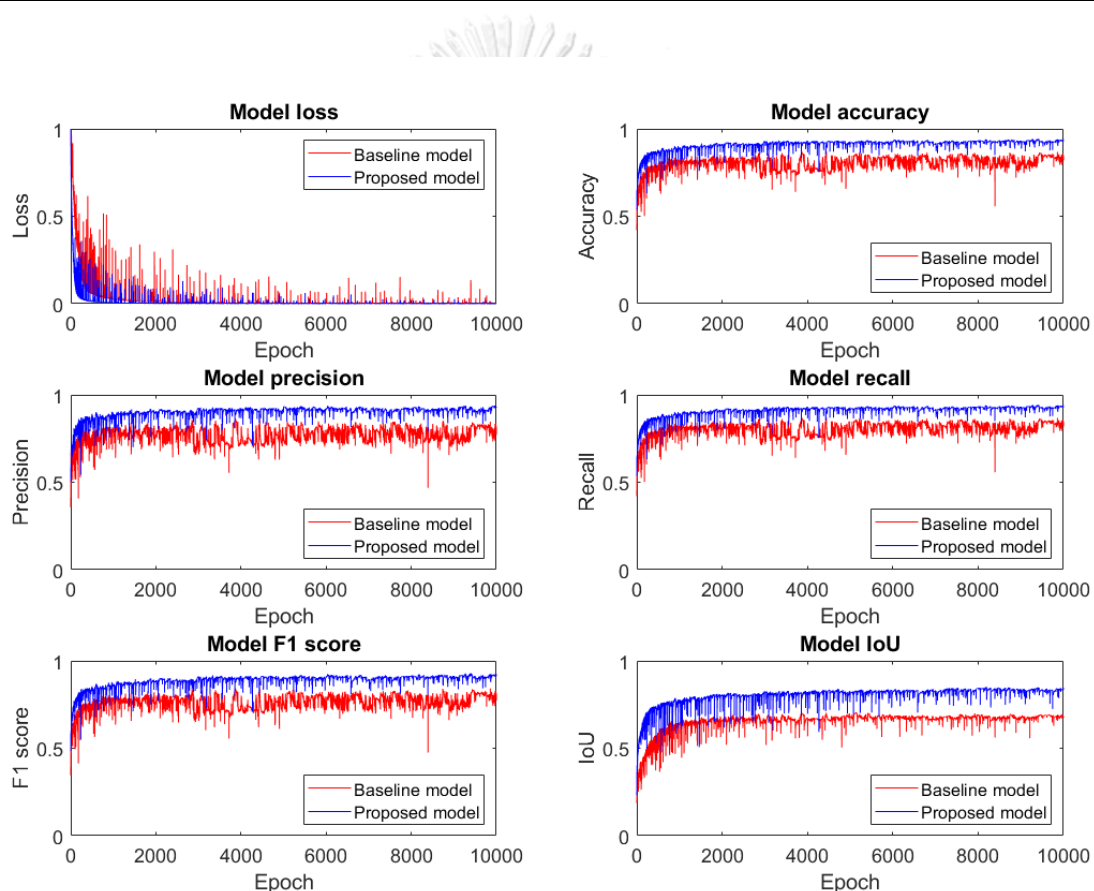 Model loss
1
0.5
0
Loss
Baseline model
Proposed model
0
2000
4000
6000
8000
10000
Epoch
Model accuracy
1
0.5
0
Accuracy
Baseline model
Proposed model
0
2000
4000
6000
8000
10000
Epoch
Model precision
1
0.5
0
Precision
Baseline model
Proposed model
0
2000
4000
6000
8000
10000
Epoch
Model recall
1
0.5
0
Recall
Baseline model
Proposed model
0
2000
4000
6000
8000
10000
Epoch
Model F1 score
1
0.5
0
F1 score
Baseline model
Proposed model
0
2000
4000
6000
8000
10000
Epoch
Model IoU
1
0.5
0
IoU
Baseline model
Proposed model
0
2000
4000
6000
8000
10000
Epoch